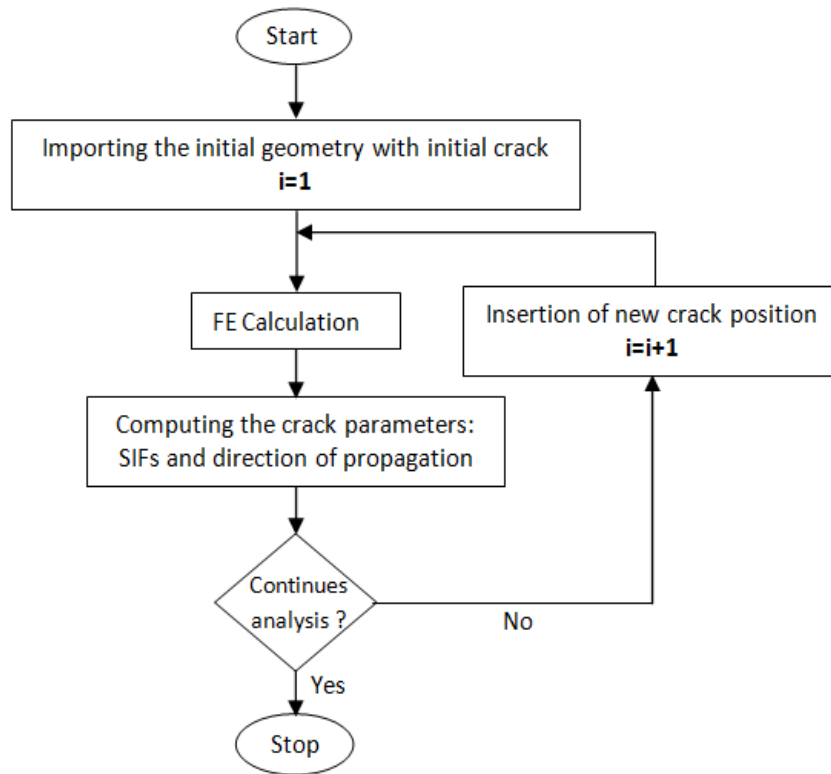 Start
Importing the initial geometry with initial crack
i=1
FE Calculation
Insertion of new crack position
i=i+1
Computing the crack parameters:
SIFs and direction of propagation
Continues
analysis ?
No
Yes
Stop